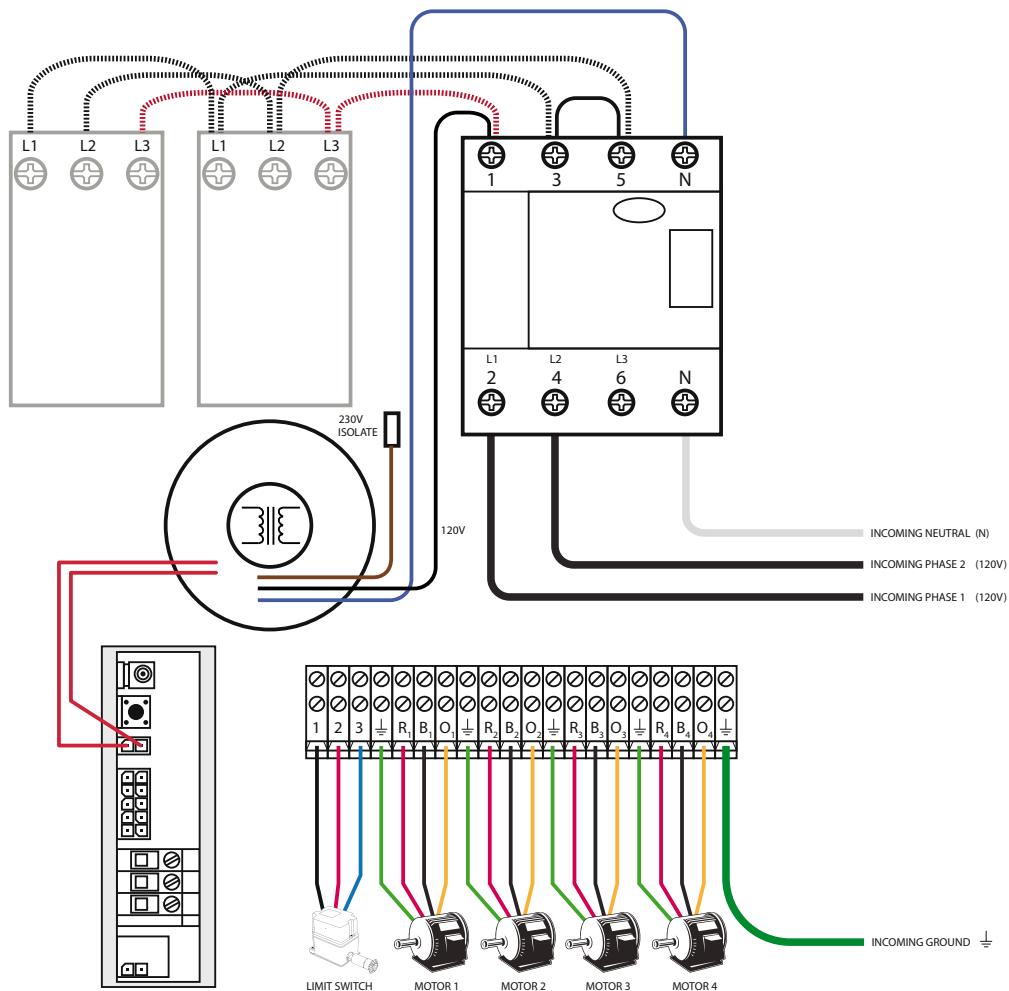 L1 L2 L3 L1 L2 L3
1 3 5 N
L1 L2 L3
2 4 6 N
230V
ISOLATE
120V
INCOMING NEUTRAL (N)
INCOMING PHASE 2 (120V)
INCOMING PHASE 1 (120V)
1 2 3 R₁ B₁ O₁ R₂ B₂ O₂ R₃ B₃ O₃ R₄ B₄ O₄
INCOMING GROUND
LIMIT SWITCH MOTOR 1 MOTOR 2 MOTOR 3 MOTOR 4